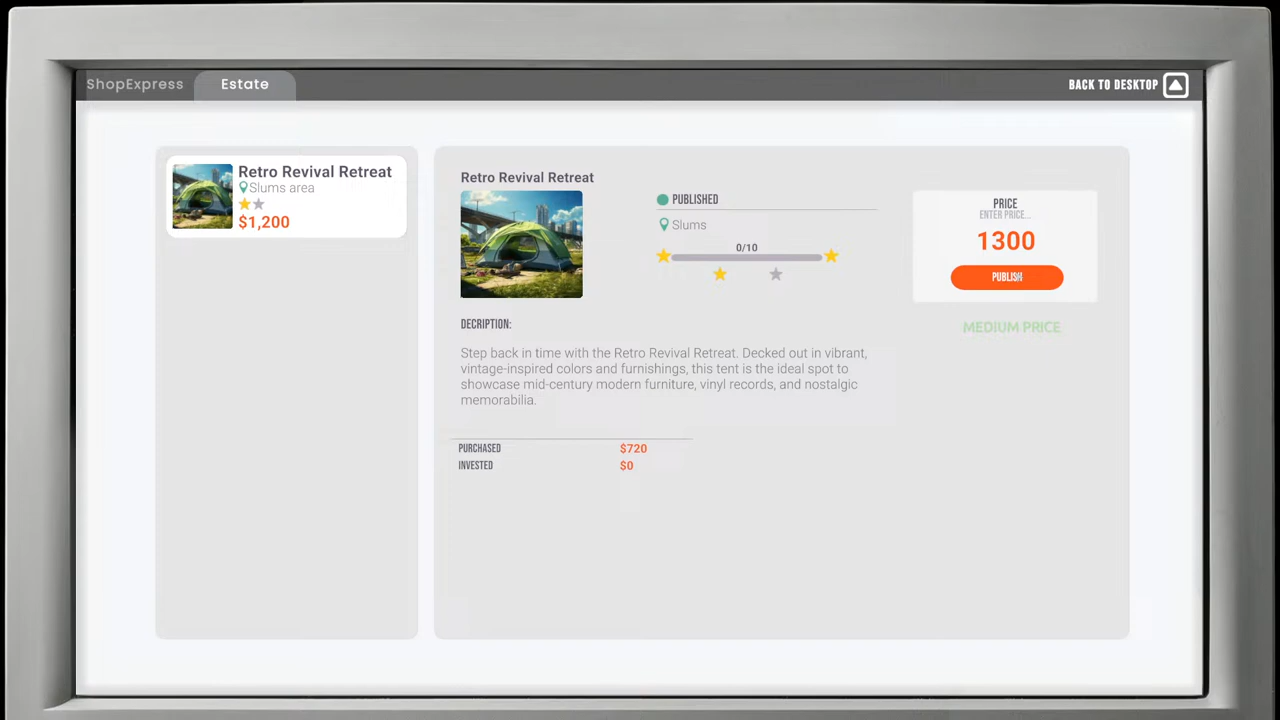 ShopExpress
Estate
BACK TO DESKTOP
Retro Revival Retreat
Slums area
$1,200
Retro Revival Retreat
PUBLISHED
Slums
0/10
PRICE
ENTER PRICE...
1300
PUBLISH
MEDIUM PRICE
DECRIPTION:
Step back in time with the Retro Revival Retreat. Decked out in vibrant,
vintage-inspired colors and furnishings, this tent is the ideal spot to
showcase mid-century modern furniture, vinyl records, and nostalgic
memorabilia.
PURCHASED $720
INVESTED $0